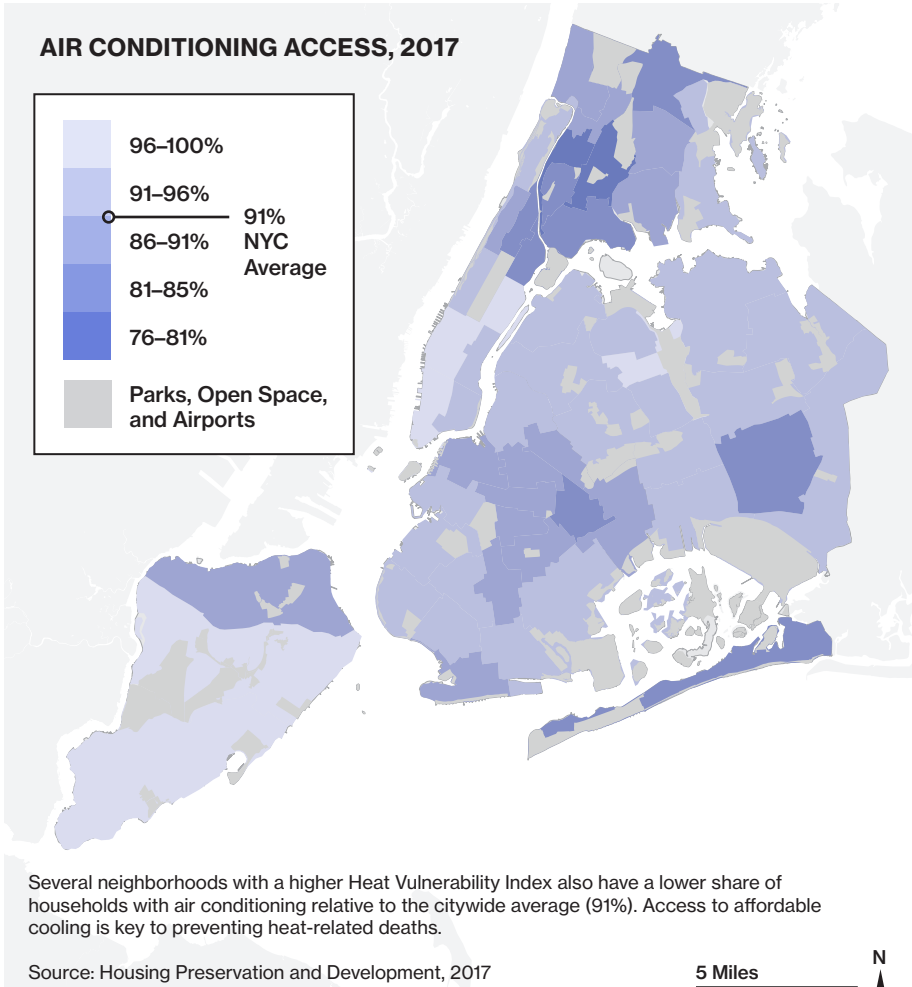 AIR CONDITIONING ACCESS, 2017
96–100%
91–96%
91%
NYC
Average
86–91%
81–85%
76–81%
Parks, Open Space,
and Airports
Several neighborhoods with a higher Heat Vulnerability Index also have a lower share of
households with air conditioning relative to the citywide average (91%). Access to affordable
cooling is key to preventing heat-related deaths.
Source: Housing Preservation and Development, 2017
5 Miles
N